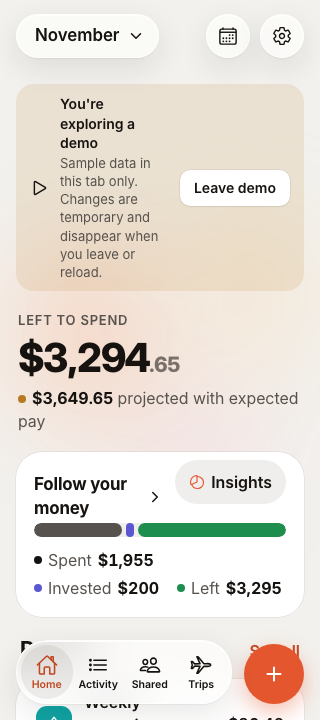 November
You're
exploring a
demo
Sample data in
this tab only.
Changes are
temporary and
disappear when
you leave or
reload.
Leave demo
LEFT TO SPEND
$3,294.65
$3,649.65 projected with expected
pay
Follow your
money
Insights
Spent $1,955
Invested $200
Left $3,295
Home
Activity
Shared
Trips
Weekly